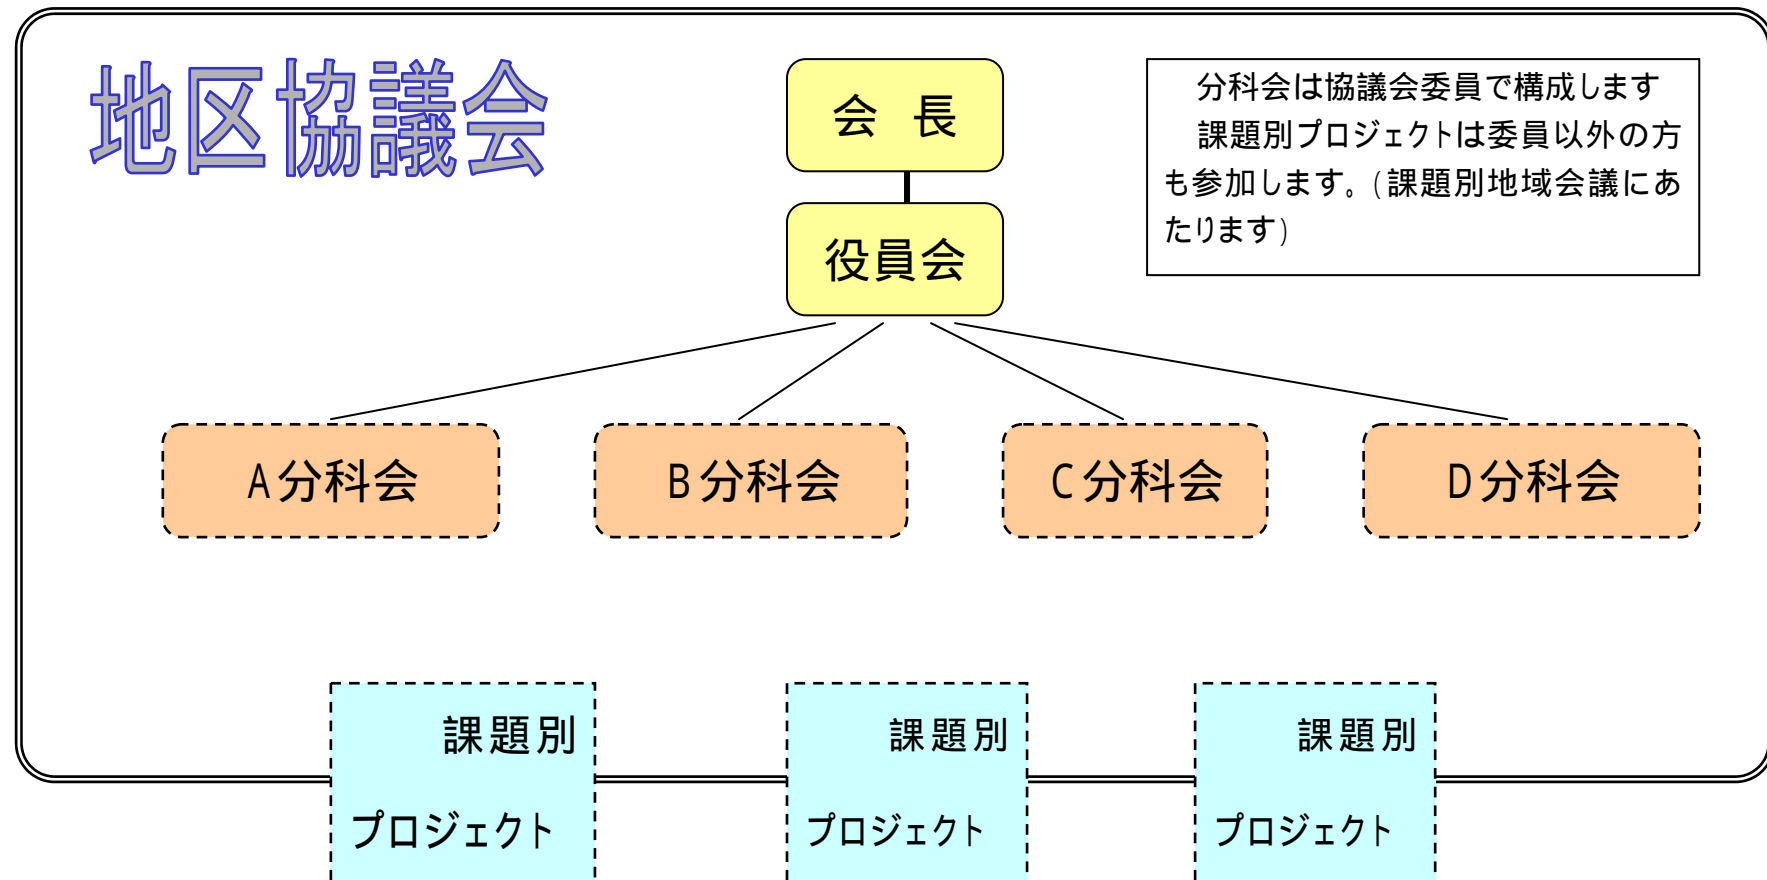 地区協議会
会 長
分科会は協議会委員で構成します
課題別プロジェクトは委員以外の方
も参加します。(課題別地域会議にあ
たります)
役員会
A分科会
B分科会
C分科会
D分科会
課題別
プロジェクト
課題別
プロジェクト
課題別
プロジェクト